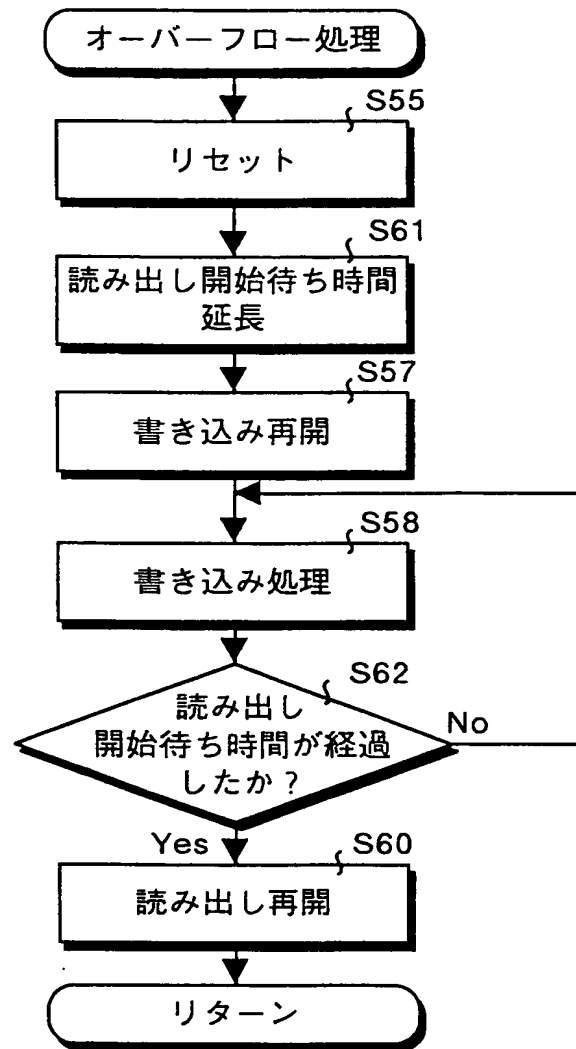 オーバーフロー処理
S55
リセット
S61
読み出し開始待ち時間
延長
S57
書き込み再開
S58
書き込み処理
S62
読み出し
開始待ち時間が経過
したか？
No
Yes
S60
読み出し再開
リターン